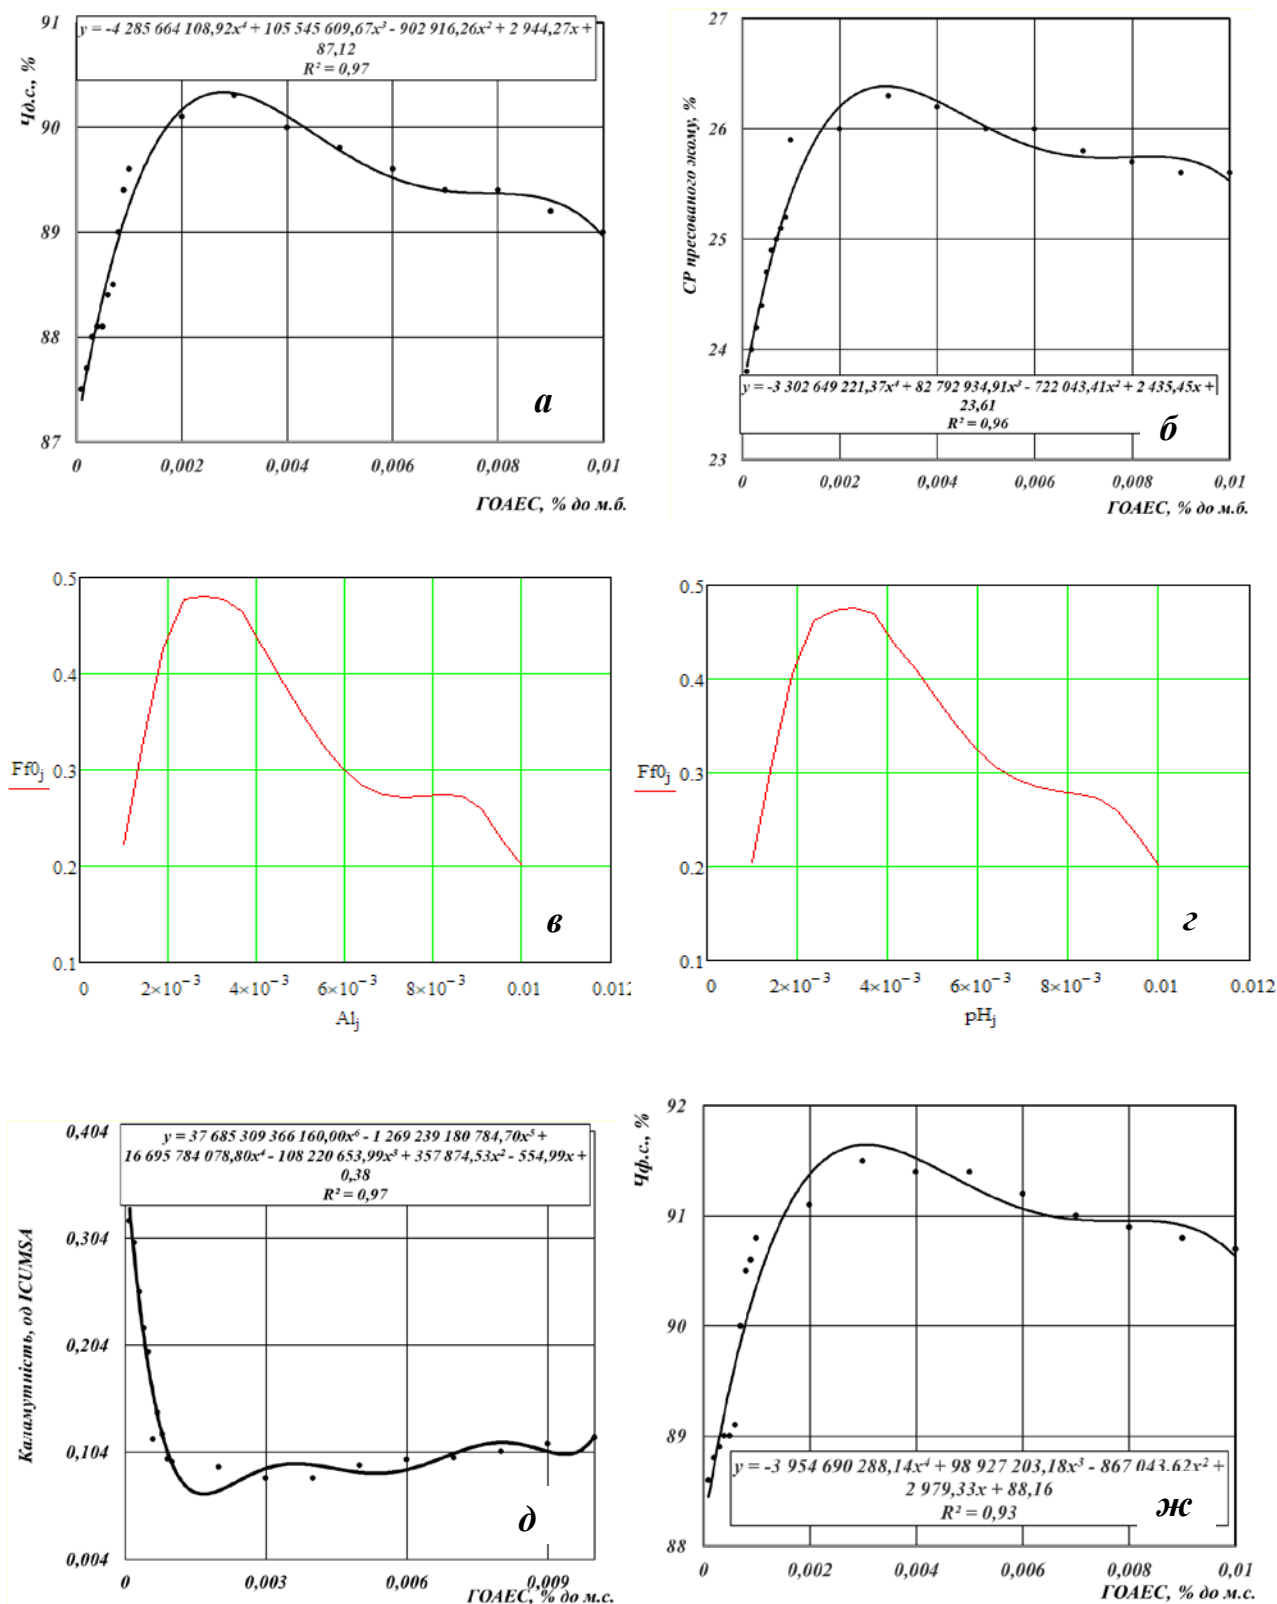 91
y = -4 285 664 108,92x⁴ + 105 545 609,67x³ - 902 916,26x² + 2 944,27x +
87,12
R² = 0,97
Чд.с., %
90
89
88
87
0 0,002 0,004 0,006 0,008 0,01
ГОАЕС, % до м.б.
а
27
26
25
24
23
СР пресованого жому, %
y = -3 302 649 221,37x⁴ + 82 792 934,91x³ - 722 043,41x² + 2 435,45x +
23,61
R² = 0,96
б
0 0,002 0,004 0,006 0,008 0,01
ГОАЕС, % до м.б.
0.5
0.4
Ff0j
0.3
0.2
0.1
в
0 2×10⁻³ 4×10⁻³ 6×10⁻³ 8×10⁻³ 0.01 0.012
Alj
0.5
0.4
Ff0j
0.3
0.2
0.1
г
0 2×10⁻³ 4×10⁻³ 6×10⁻³ 8×10⁻³ 0.01 0.012
pHj
0,404
y = 37 685 309 366 160,00x⁶ - 1 269 239 180 784,70x⁵ +
16 695 784 078,80x⁴ - 108 220 653,99x³ + 357 874,53x² - 554,99x +
0,38
R² = 0,97
0,304
0,204
0,104
0,004
Каламутність, од ICUMSA
д
0 0,003 0,006 0,009
ГОАЕС, % до м.с.
92
91
90
89
88
Чф.с., %
y = -3 954 690 288,14x⁴ + 98 927 203,18x³ - 867 043,62x² +
2 979,33x + 88,16
R² = 0,93
ж
0 0,002 0,004 0,006 0,008 0,01
ГОАЕС, % до м.с.